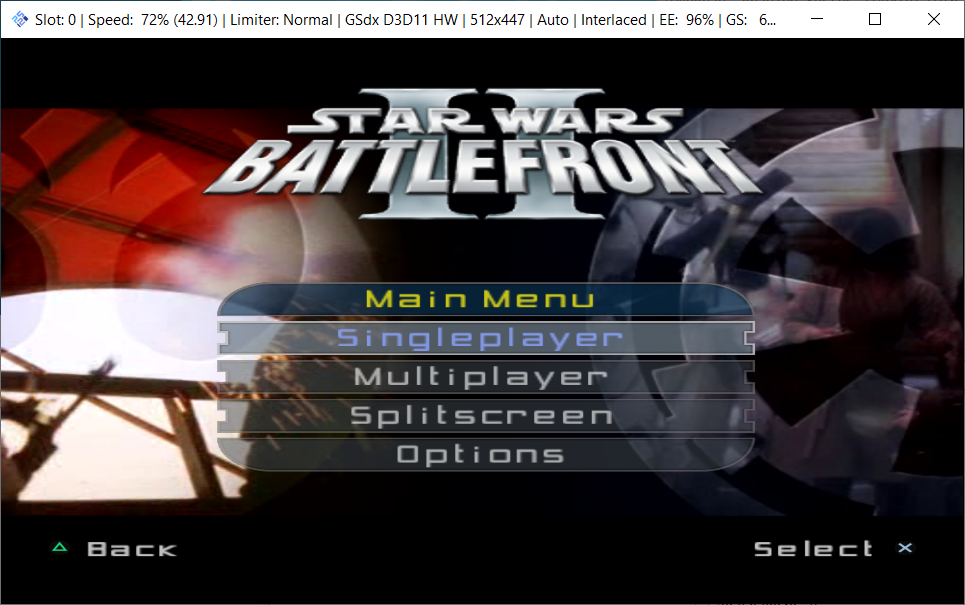 Slot: 0 | Speed: 72% (42.91) | Limiter: Normal | GSdx D3D11 HW | 512x447 | Auto | Interlaced | EE: 96% | GS: 6...
STAR WARS
BATTLEFRONT
II
Main Menu
Singleplayer
Multiplayer
Splitscreen
Options
Back
Select